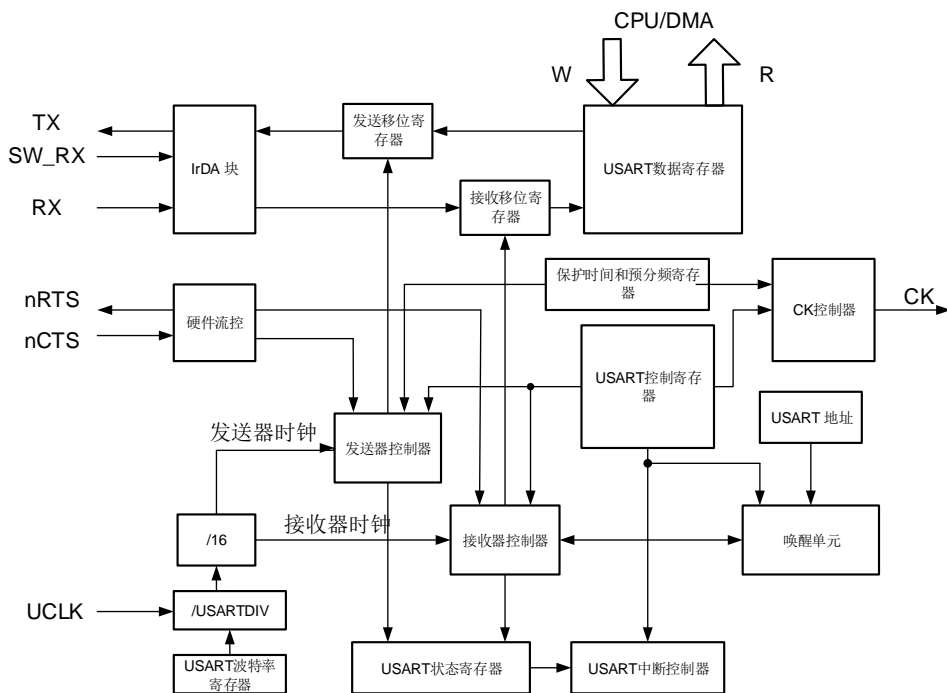 CPU/DMA
W
R
TX
SW_RX
RX
IrDA 块
发送移位寄
存器
接收移位寄
存器
USART数据寄存器
nRTS
nCTS
硬件流控
保护时间和预分频寄存
器
CK控制器
CK
USART控制寄存
器
USART 地址
发送器时钟
发送器控制器
接收器时钟
/16
接收器控制器
唤醒单元
UCLK
/USARTDIV
USART波特率
寄存器
USART状态寄存器
USART中断控制器